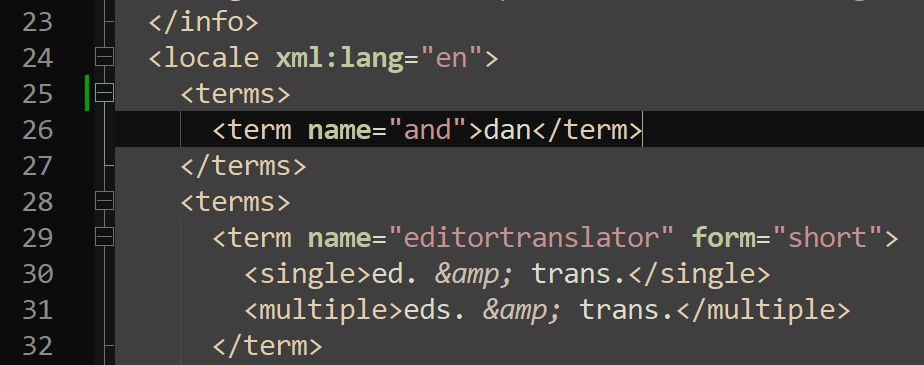 23 </info>
24 <locale xml:lang="en">
25 <terms>
26 <term name="and">dan</term>
27 </terms>
28 <terms>
29 <term name="editortranslator" form="short">
30 <single>ed. &amp; trans.</single>
31 <multiple>eds. &amp; trans.</multiple>
32 </term>